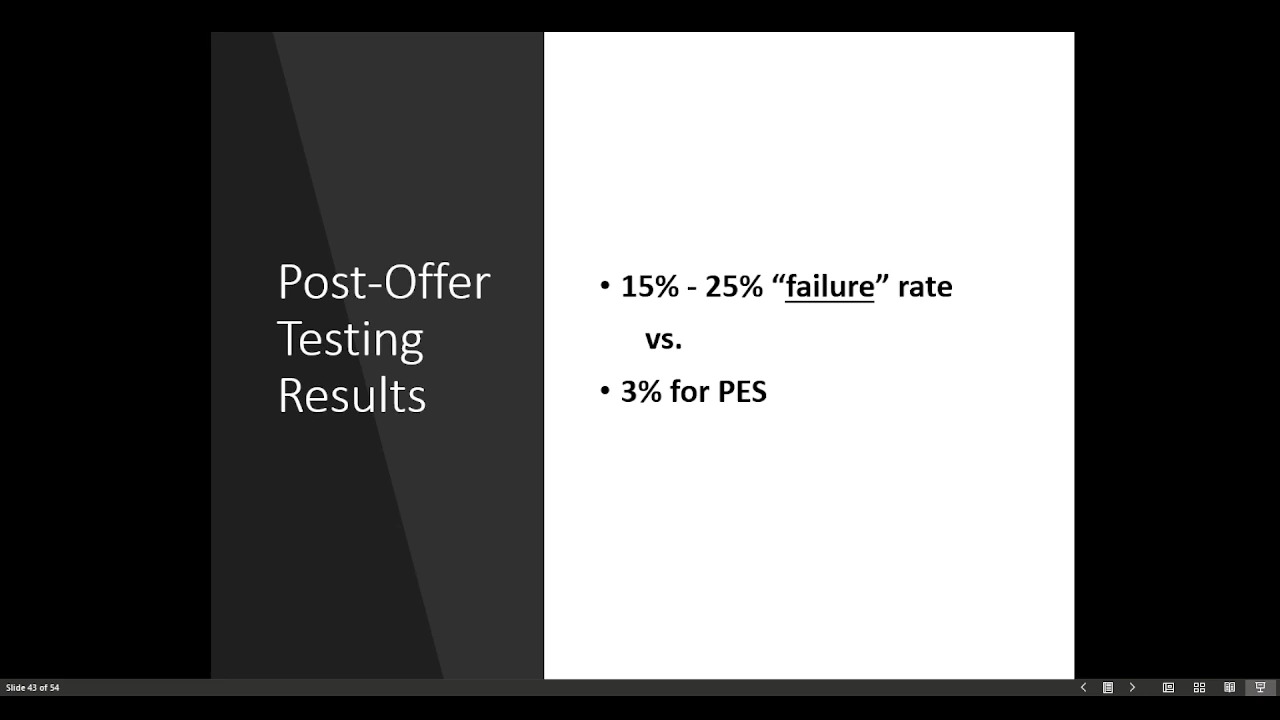 Post-Offer
Testing
Results
• 15% - 25% “failure” rate
vs.
• 3% for PES
Slide 43 of 54